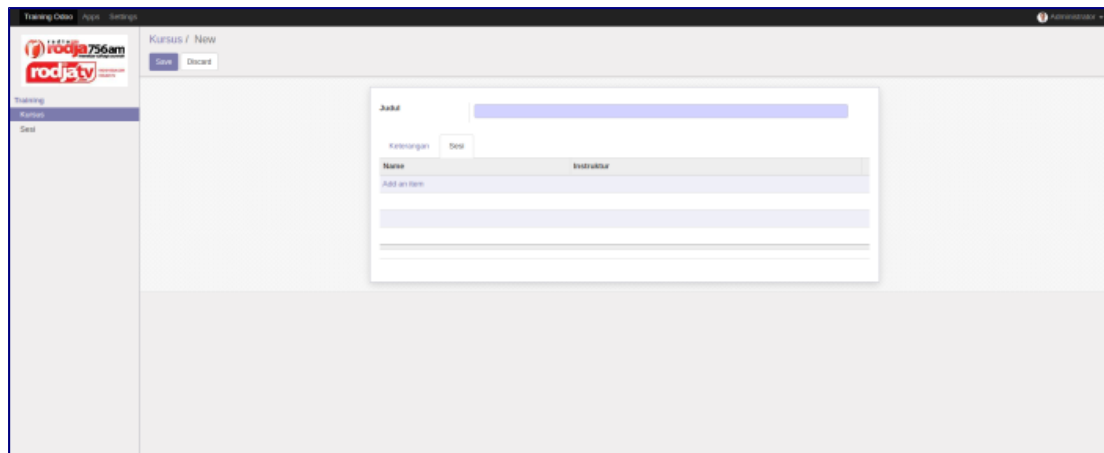 Training Odoo Apps Settings
Administrator
rodja 756am
rodja tv
Kursus / New
Save Discard
Training
Kursus
Sesi
Judul
Keterangan Sesi
Name Instruktur
Add an item